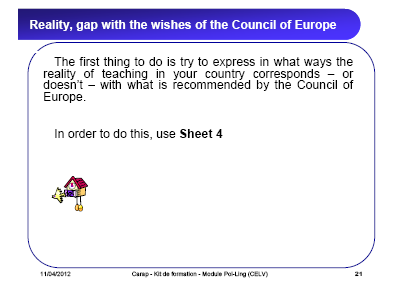 Reality, gap with the wishes of the Council of Europe
The first thing to do is try to express in what ways the
reality of teaching in your country corresponds – or
doesn't – with what is recommended by the Council of
Europe.
In order to do this, use Sheet 4
11/04/2012 Carap - Kit de formation - Module Pol-Ling (CELV) 21